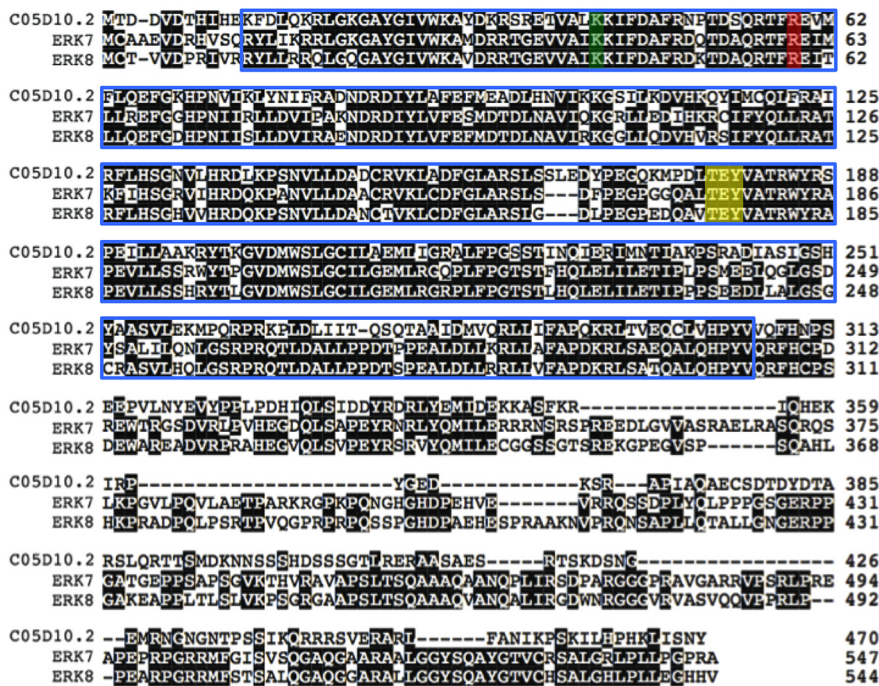 C05D10.2 MTD-DVDTHIHEKFDLQKRLGKGAYGIVWKAYDKRSRETVALKKIFDAFRNPTDSQRTFREVM 62
ERK7 MCAAEVDRHVSQRYLIKRRLGKGAYGIVWKAMDRRTGEVVAIKKIFDAFRDQTDAQRTFREIM 63
ERK8 MCT-VVDPRIVRRYLLRRQLGQGAYGIVWKAVDRRTGEVVAIKKIFDAFRDKTDAQRTFREIT 62
C05D10.2 FLQEFGKHPNVIKLYNIFRADNDRDIYLAFEFMEADLHNVIKKGSILKDVHKQYIMCQLFRAI 125
ERK7 LLREFGGHPNIIRLLDVIPAKNDRDIYLVFESMDTDLNAVIQKGRLLEDIHKRCIFYQLLRAT 126
ERK8 LLQEFGDHPNIISLLDVIRAENDRDIYLVFEFMDTDLNAVIRKGGLLQDVHVRSIFYQLLRAT 125
C05D10.2 RFLHSGNVLHRDLKPSNVLLDADCRVKLADFGLARSLSSLEDYPEGQKMPDLTEYVATRWYRS 188
ERK7 KFIHSGRVIHRDQKPANVLLDAACRVKLCDFGLARSLS---DFPEGPGGQALTEYVATRWYRA 186
ERK8 RFLHSGHVVHRDQKPSNVLLDANCTVKLCDFGLARSLG---DLPEGPEDQAVTEYVATRWYRA 185
C05D10.2 PEILLAAKRYTKGVDMWSLGCILAEMLIGRALFPGSSTINQIERIMNTIAKPSRADIASIGSH 251
ERK7 PEVLLSSRWYTPGVDMWSLGCILGEMLRGQPLFPGTSTFHQLELILETIPLPSMEELQGLGSD 249
ERK8 PEVLLSSHRYTLGVDMWSLGCILGEMLRGRPLFPGTSTLHQLELILETIPPPSEEDLLALGSG 248
C05D10.2 YAASVLEKMPQRPRKPLDLIIT-QSQTAAIDMVQRLLIFAPQKRLTVEQCLVHPYVVQFHNPS 313
ERK7 YSALILQNLGSRPRQTLDALLPPDTPPEALDLLKRLLAFAPDKRLSAEQALQHPYVQRFHCPD 312
ERK8 CRASVLHQLGSRPRQTLDALLPPDTSPEALDLLRRLLVFAPDKRLSATQALQHPYVQRFHCPS 311
C05D10.2 EEPVLNYEVYPPLPDHIQLSIDDYRDRLYEMIDEKKASFKR-----------------IQHEK 359
ERK7 REWTRGSDVRLPVHEGDQLSAPEYRNRLYQMILERRRNSRSPREEDLGVVASRAELRASQRQS 375
ERK8 DEWAREADVRPRAHEGVQLSVPEYRSRVYQMILECGGSSGTSREKGPEGVSP------SQAHL 368
C05D10.2 IRP----------------------YGED--------------KSR---APIAQAECSDTDYDTA 385
ERK7 LKPGVLPQVLAETPARKRGPKPQNGHGHDPEHVE-------VRRQSSDPLYQLPPPGSGERPP 431
ERK8 HKPRADPQLPSRTPVQGPRPRPQSSPGHDPAEHESPRAAKNVPRQNSAPLLQTALLGNGERPP 431
C05D10.2 RSLQRTTSMDKNNSSSHDSSSGTLRERAASAES-----RTSKDSNG----------------- 426
ERK7 GATGEPPSAPSGVKTHVRAVAPSLTSQAAAQAANQPLIRSDPARGGGPRAVGARRVPSRLPRE 494
ERK8 GAKEAPPLTLSLVKPSGRGAAPSLTSQAAAQVANQALIRGDWNRGGGVRVASVQQVPPRLP-- 492
C05D10.2 --EMRNGNGNTPSSIKQRRRSVERARL------FANIKPSKILHPHKLISNY 470
ERK7 APEPRPGRRMFGISVSQGAQGAARAALGGYSQAYGTVCRSALGRLPLLPGPRA 547
ERK8 -PEARPGRRMFSTSALQGAQGGARALLGGYSQAYGTVCHSALGHLPLLEGHHV 544